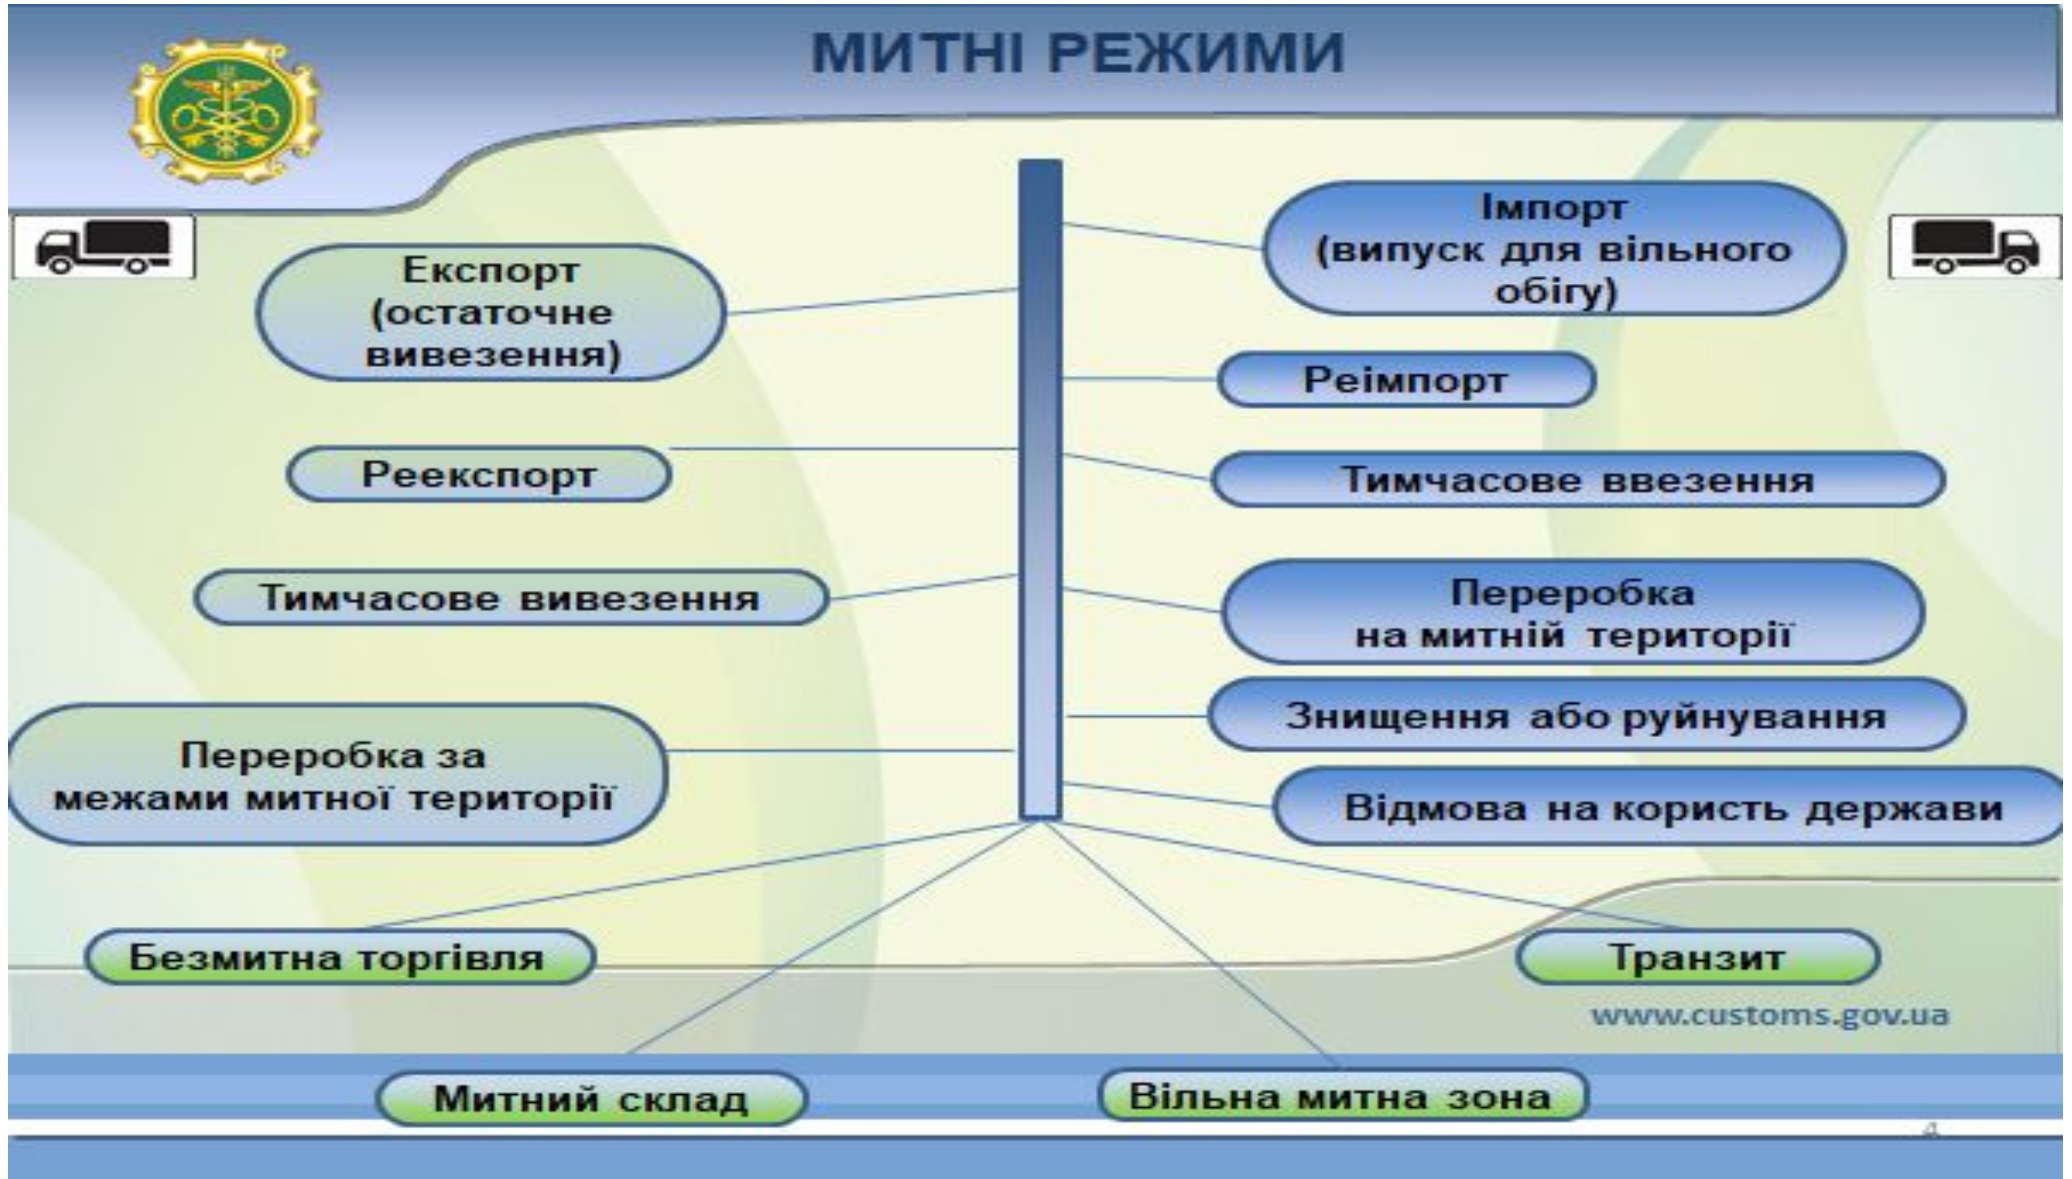 МИТНІ РЕЖИМИ
Імпорт
(випуск для вільного
обігу)
Експорт
(остаточне
вивезення)
Реімпорт
Реекспорт
Тимчасове ввезення
Тимчасове вивезення
Переробка
на митній території
Знищення або руйнування
Переробка за
межами митної території
Відмова на користь держави
Безмитна торгівля
Транзит
www.customs.gov.ua
Митний склад
Вільна митна зона
4